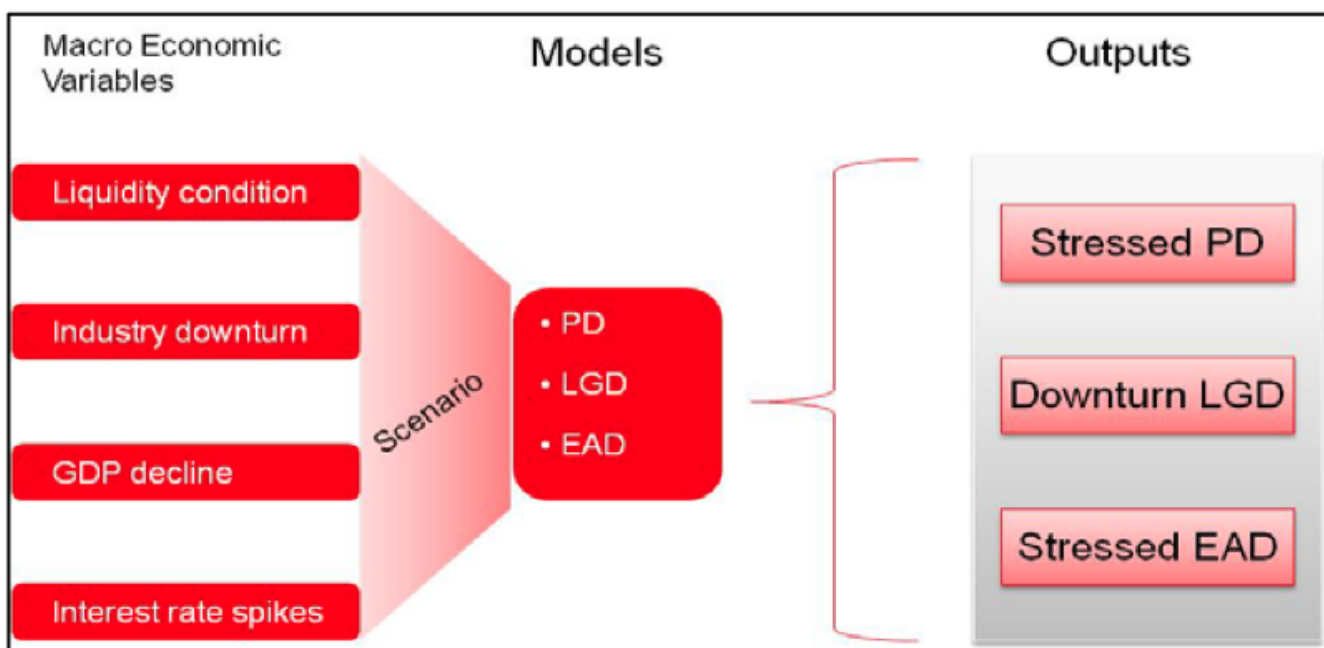 Macro Economic
Variables
Models
Outputs
Liquidity condition
Industry downturn
GDP decline
Interest rate spikes
Scenario
• PD
• LGD
• EAD
Stressed PD
Downturn LGD
Stressed EAD